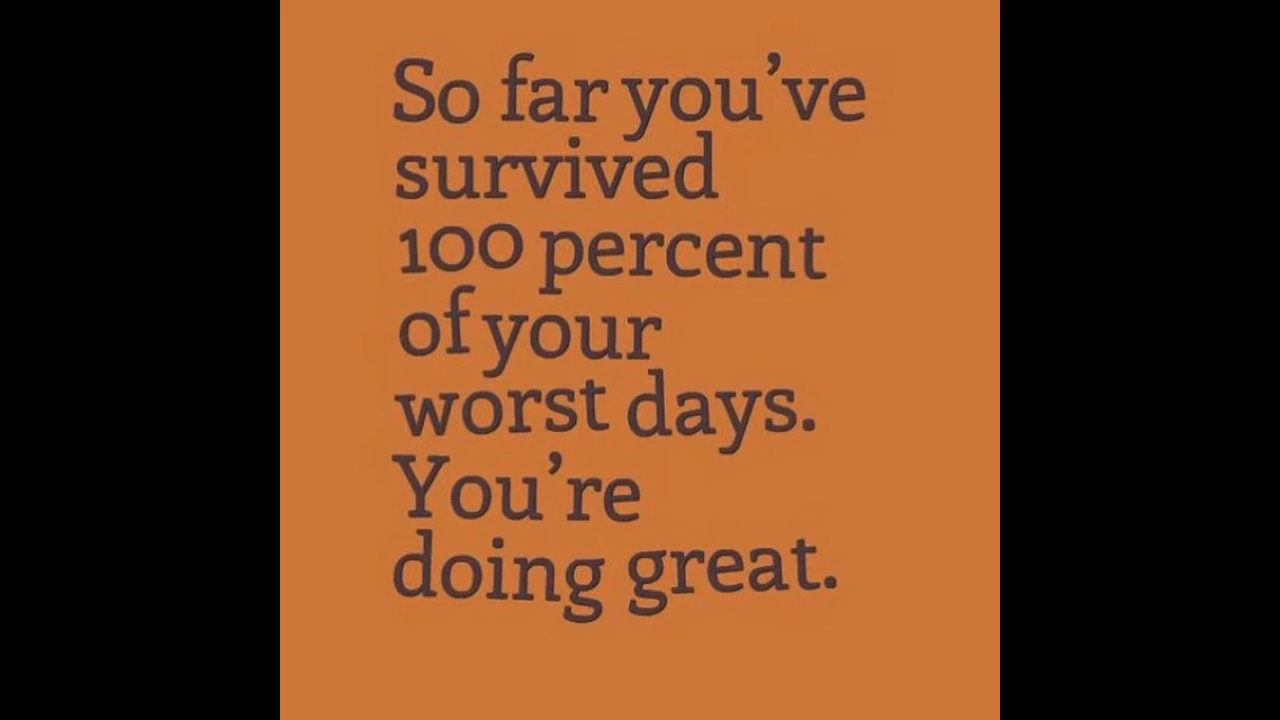 So far you’ve
survived
100 percent
of your
worst days.
You’re
doing great.